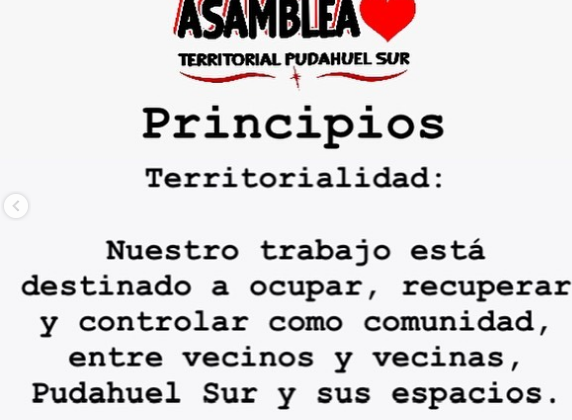 ASAMBLEA
TERRITORIAL PUDAHUEL SUR
Principios
Territorialidad:
Nuestro trabajo está
destinado a ocupar, recuperar
y controlar como comunidad,
entre vecinos y vecinas,
Pudahuel Sur y sus espacios.